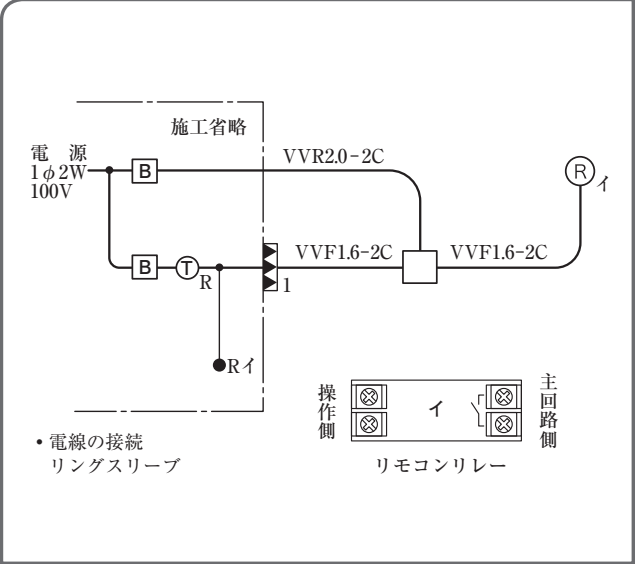 施工省略
電源
1φ2W
100V
B
VVR2.0-2C
R
イ
B
T
R
VVF1.6-2C
VVF1.6-2C
1
Rイ
操作側
イ
主回路側
リモコンリレー
・電線の接続
リングスリーブ